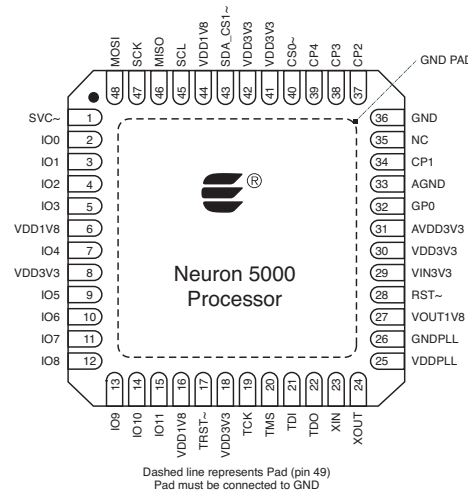 MOSI
SCK
MISO
SCL
VDD1V8
SDA_CS1~
VDD3V3
VDD3V3
CS0~
CP4
CP3
CP2
48
47
46
45
44
43
42
41
40
39
38
37
GND PAD
SVC~ 1
IO0 2
IO1 3
IO2 4
IO3 5
VDD1V8 6
IO4 7
VDD3V3 8
IO5 9
IO6 10
IO7 11
IO8 12
®
Neuron 5000
Processor
36 GND
35 NC
34 CP1
33 AGND
32 GP0
31 AVDD3V3
30 VDD3V3
29 VIN3V3
28 RST~
27 VOUT1V8
26 GNDPLL
25 VDDPLL
13
14
15
16
17
18
19
20
21
22
23
24
IO9
IO10
IO11
VDD1V8
TRST~
VDD3V3
TCK
TMS
TDI
TDO
XIN
XOUT
Dashed line represents Pad (pin 49)
Pad must be connected to GND